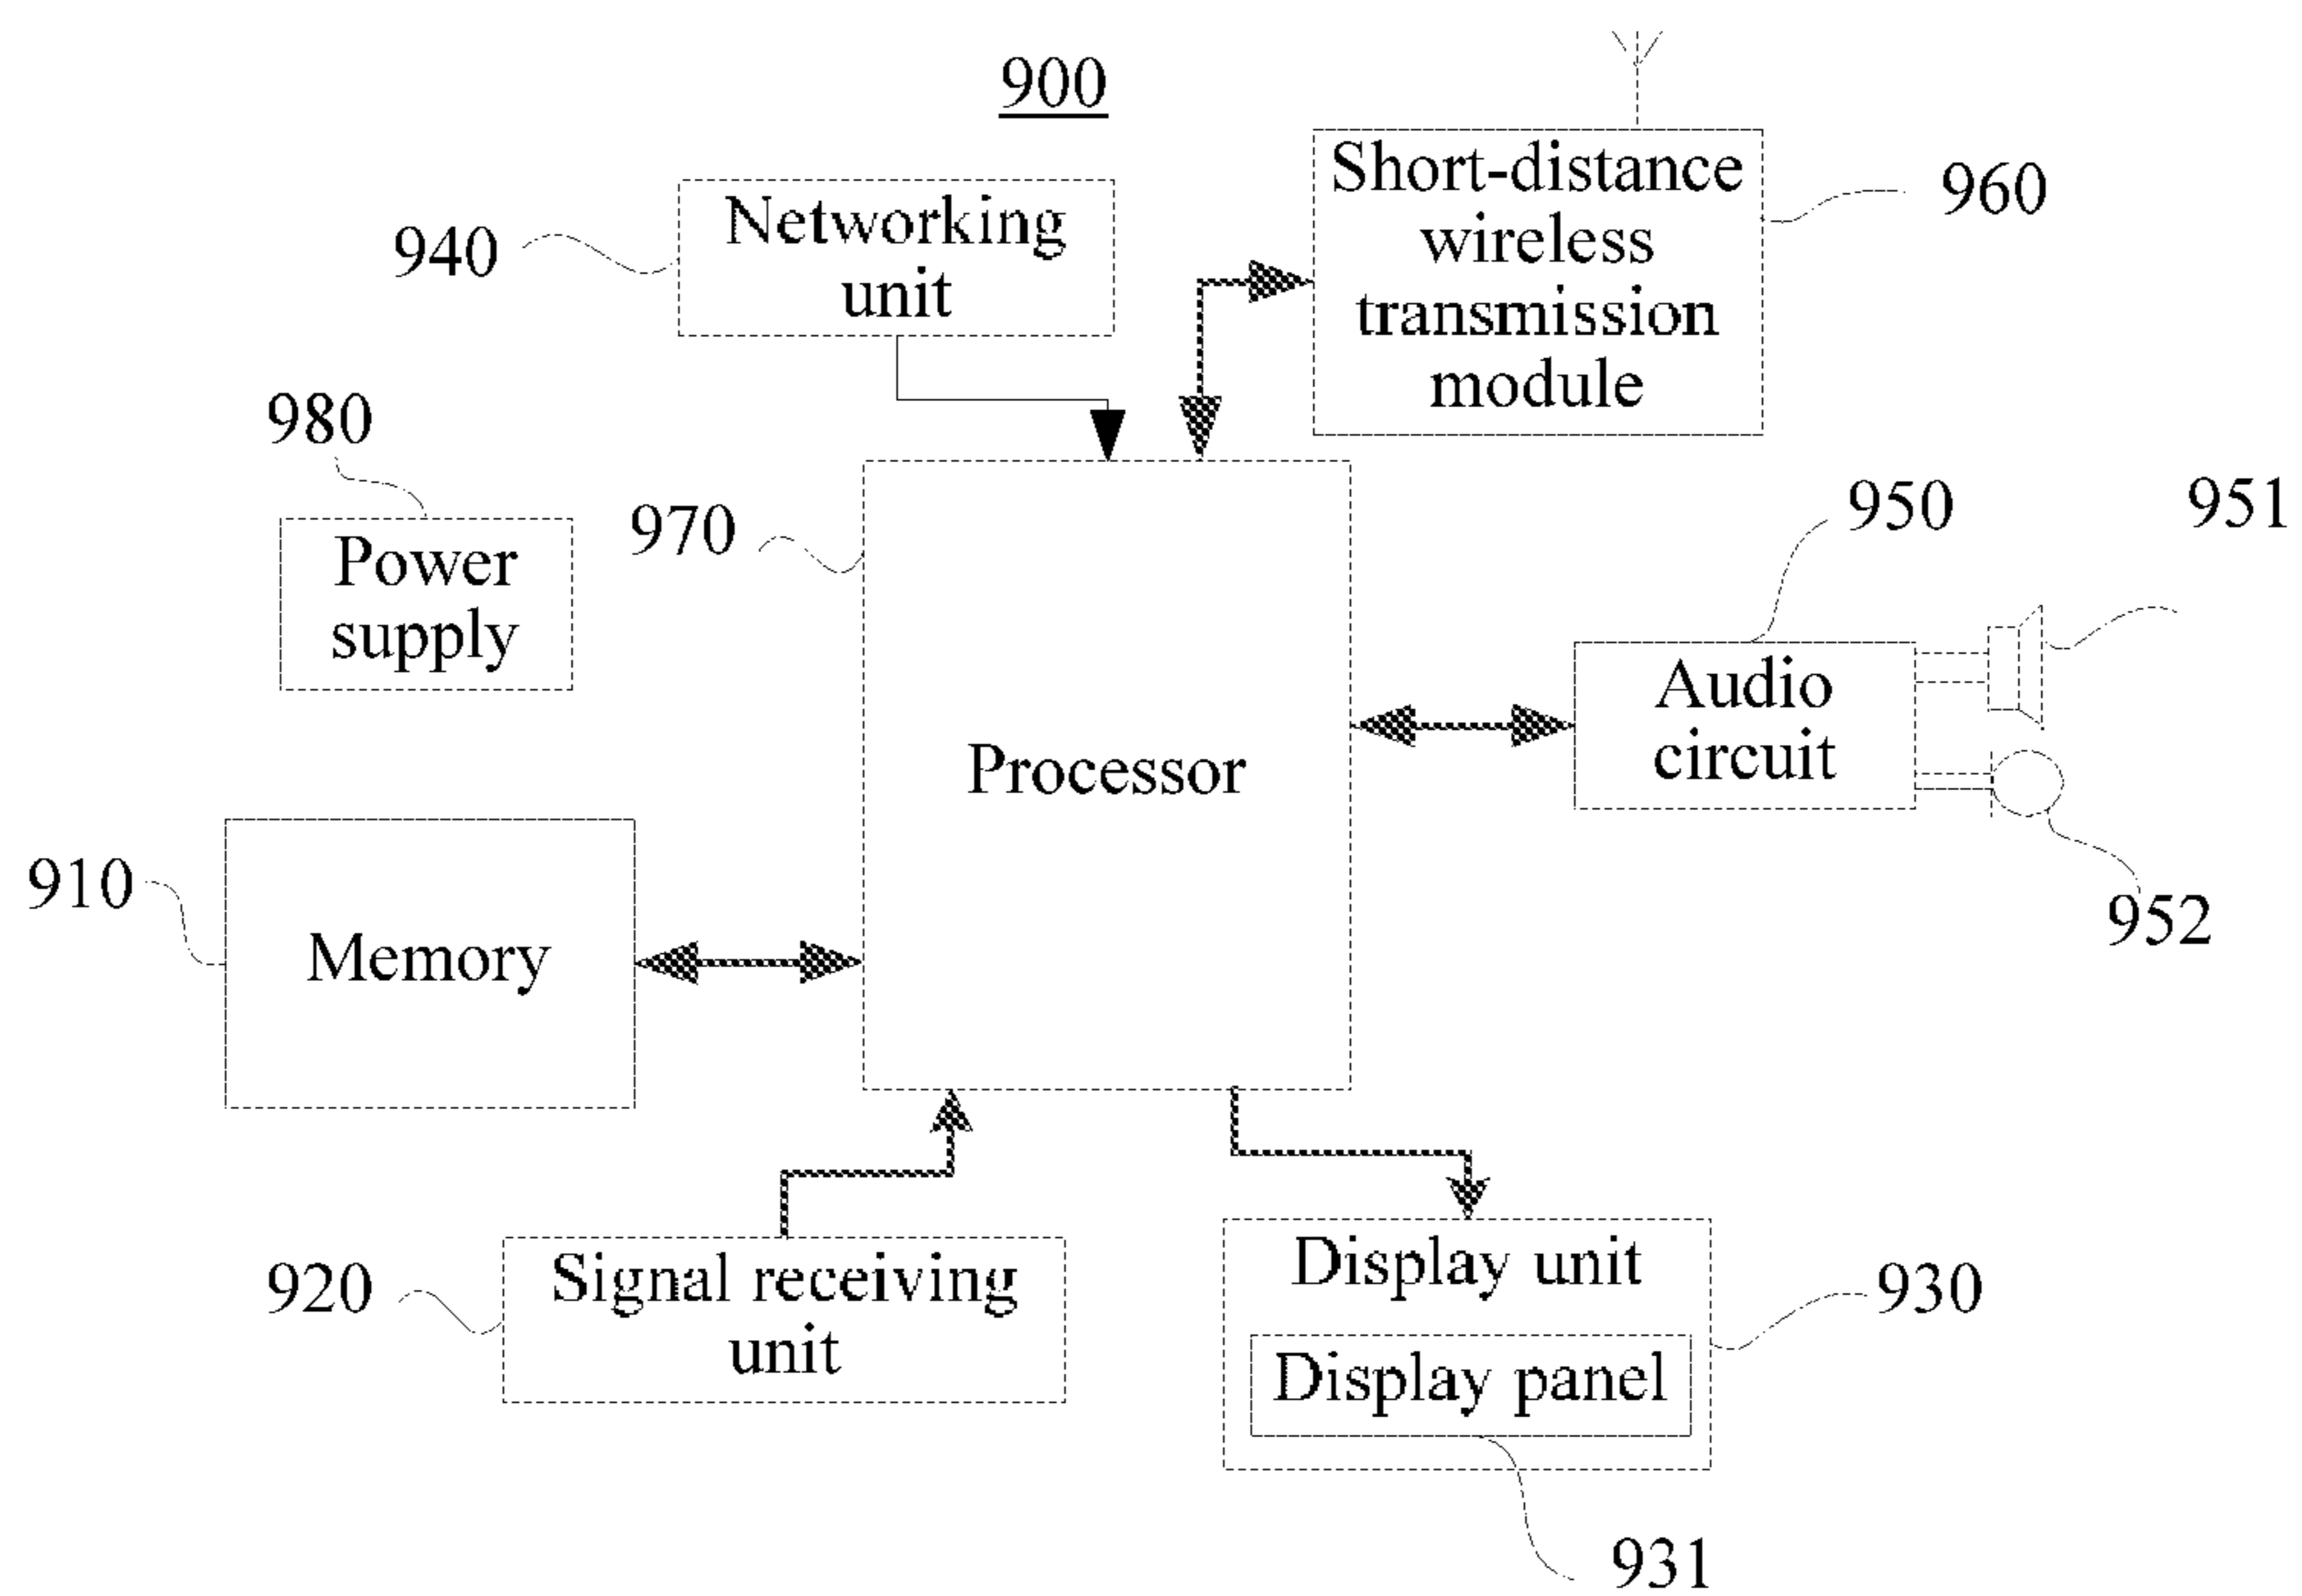 900
Short-distance
wireless
transmission
module
960
Networking
unit
940
980
Power
supply
970
Processor
950
951
Audio
circuit
952
910
Memory
920
Signal receiving
unit
Display unit
930
Display panel
931